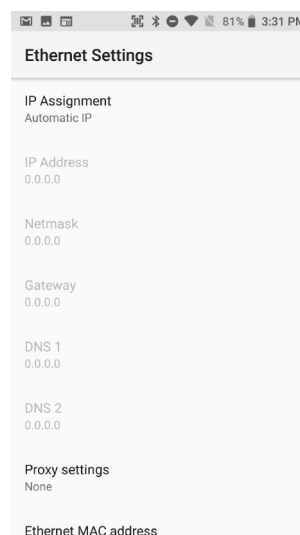 81% 3:31 PM
Ethernet Settings
IP Assignment
Automatic IP
IP Address
0.0.0.0
Netmask
0.0.0.0
Gateway
0.0.0.0
DNS 1
0.0.0.0
DNS 2
0.0.0.0
Proxy settings
None
Ethernet MAC address